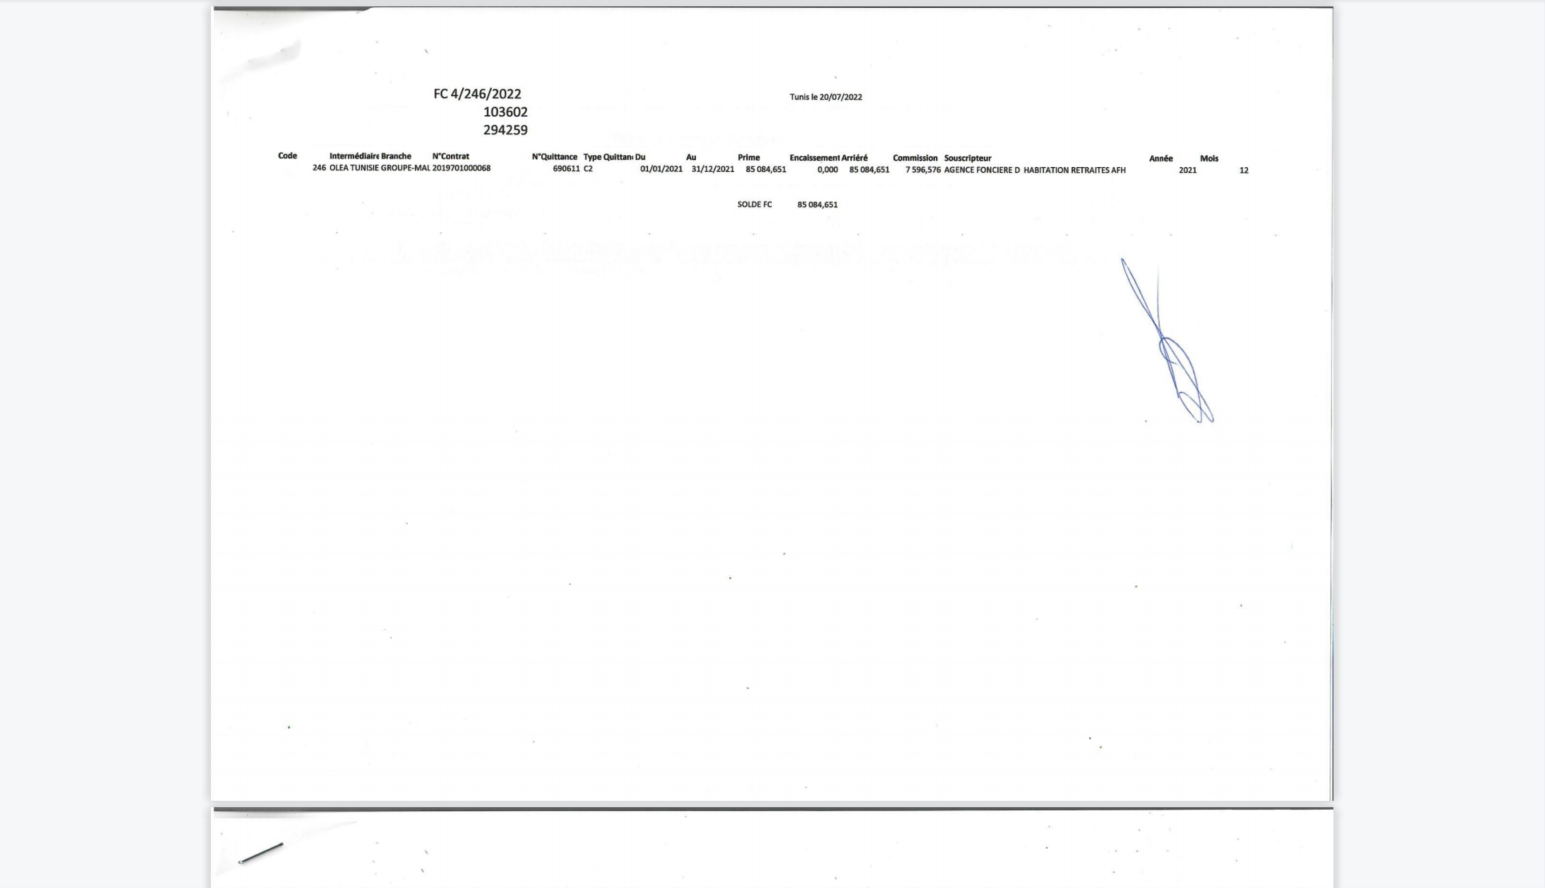 FC 4/246/2022
Tunis le 20/07/2022
103602
294259
Code Intermédiaire Branche N°Contrat N°Quittance Type Quittan Du Au Prime Encaissement Arriéré Commission Souscripteur Année Mois
246 OLEA TUNISIE GROUPE-MAL 2019701000068 690611 C2 01/01/2021 31/12/2021 85 084,651 0,000 85 084,651 7 596,576 AGENCE FONCIERE D HABITATION RETRAITES AFH 2021 12
SOLDE FC 85 084,651